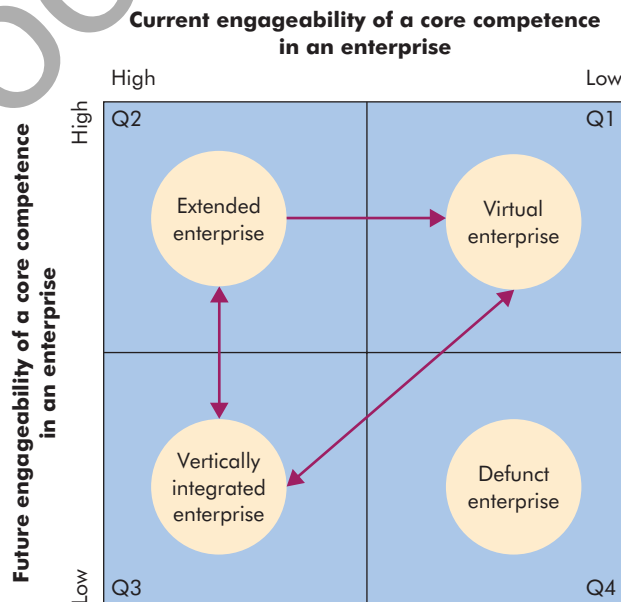 Current engageability of a core competence
in an enterprise
High
Low
Future engageability of a core competence
in an enterprise
High
Low
Q2
Q1
Extended
enterprise
Virtual
enterprise
Vertically
integrated
enterprise
Defunct
enterprise
Q3
Q4